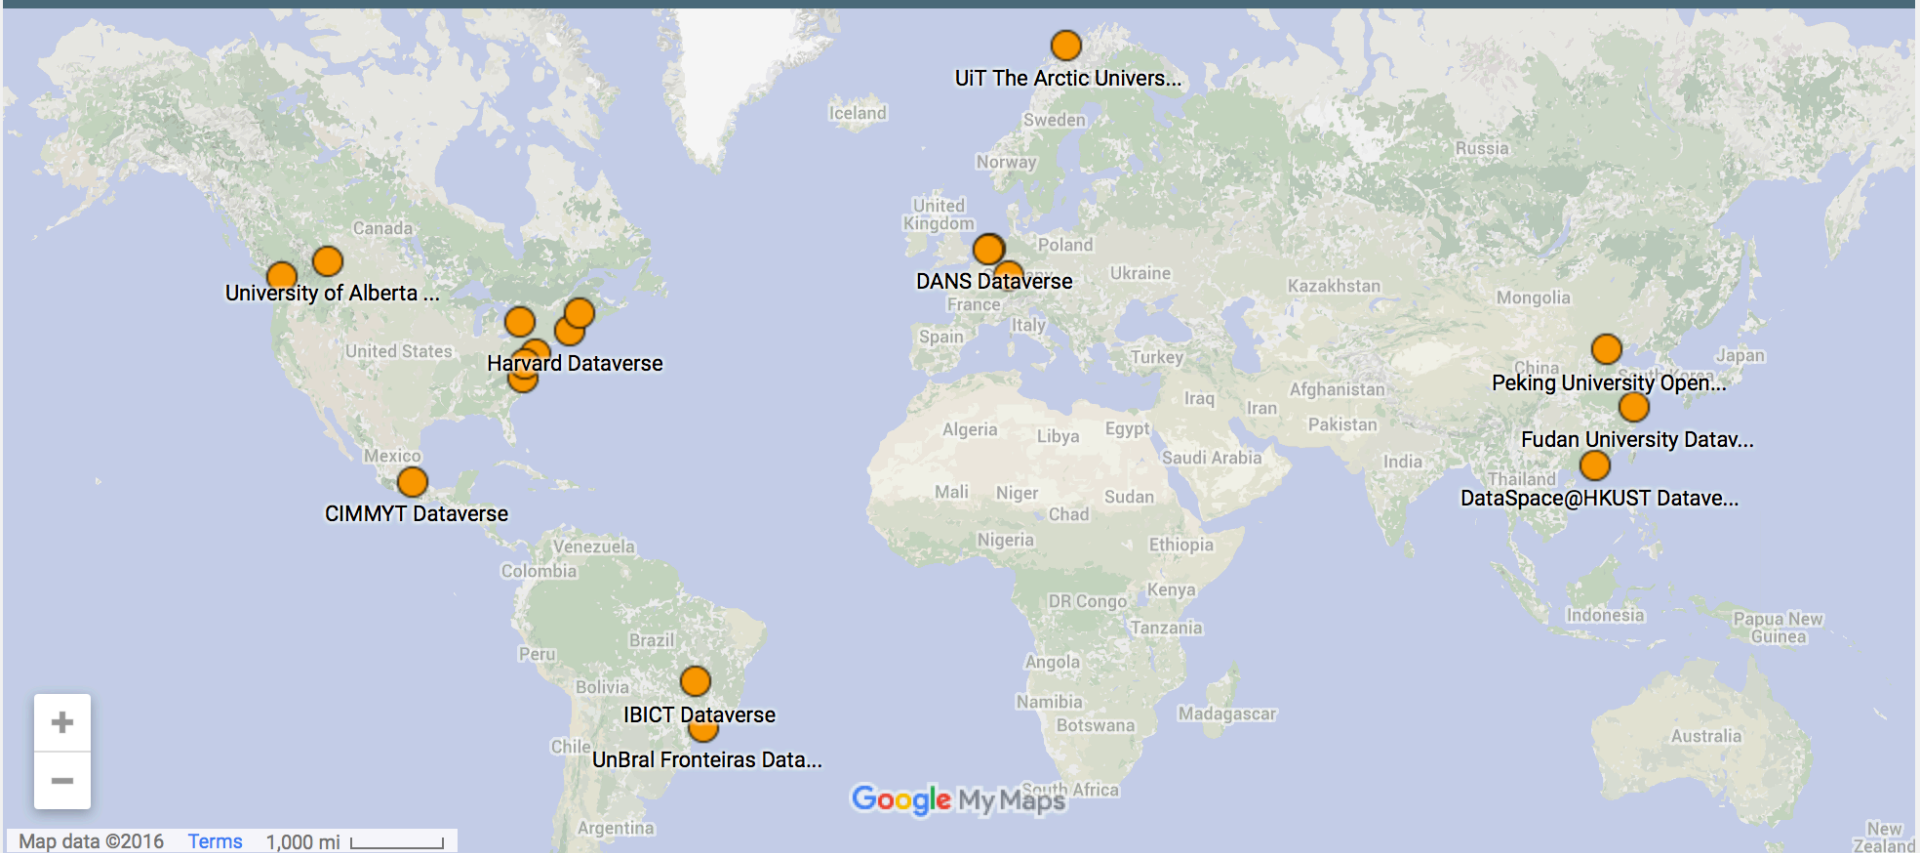 UiT The Arctic Univers...
Iceland
Sweden
Russia
Norway
United
Kingdom
Canada
Poland
Ukraine
DANS Dataverse
University of Alberta ...
Kazakhstan
Mongolia
France
Italy
Spain
United States
Harvard Dataverse
Turkey
Japan
China
South Korea
Peking University Open...
Afghanistan
Iraq
Iran
Pakistan
Algeria
Libya
Egypt
Fudan University Datav...
Mexico
Saudi Arabia
India
Thailand
CIMMYT Dataverse
Mali
Niger
Sudan
DataSpace@HKUST Datave...
Chad
Nigeria
Ethiopia
Venezuela
Colombia
Kenya
DR Congo
Indonesia
Papua New
Guinea
Tanzania
Brazil
Peru
Angola
Bolivia
Namibia
Madagascar
IBICT Dataverse
Botswana
Australia
Chile
UnBral Fronteiras Data...
South Africa
Google My Maps
Argentina
New
Zealand
Map data ©2016 Terms 1,000 mi